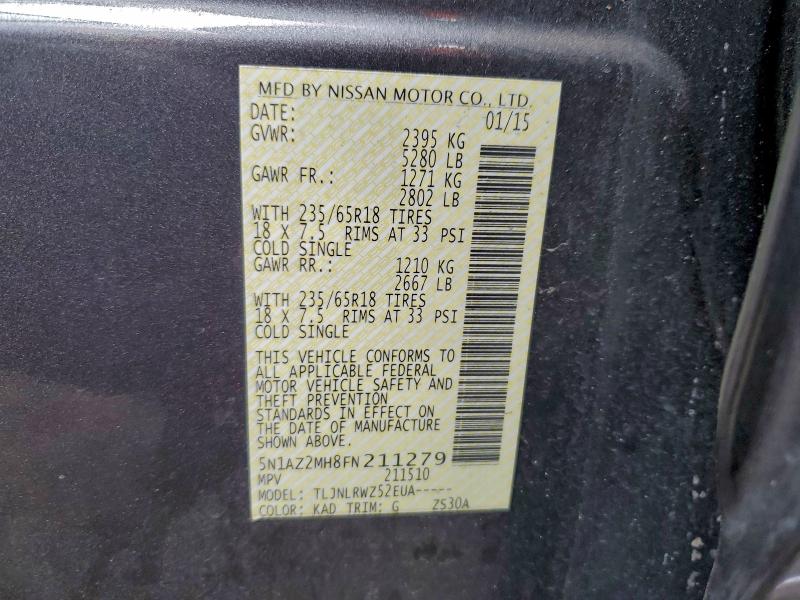 MFD BY NISSAN MOTOR CO., LTD.
DATE: 01/15
GVWR: 2395 KG
5280 LB
GAWR FR.: 1271 KG
2802 LB
WITH 235/65R18 TIRES
18 X 7.5 RIMS AT 33 PSI
COLD SINGLE
GAWR RR.: 1210 KG
2667 LB
WITH 235/65R18 TIRES
18 X 7.5 RIMS AT 33 PSI
COLD SINGLE
THIS VEHICLE CONFORMS TO
ALL APPLICABLE FEDERAL
MOTOR VEHICLE SAFETY AND
THEFT PREVENTION
STANDARDS IN EFFECT ON
THE DATE OF MANUFACTURE
SHOWN ABOVE.
5N1AZ2MH8FN211279
MPV 211510
MODEL: TLJNLRWZ52EUA-----
COLOR: KAD TRIM: G ZS30A